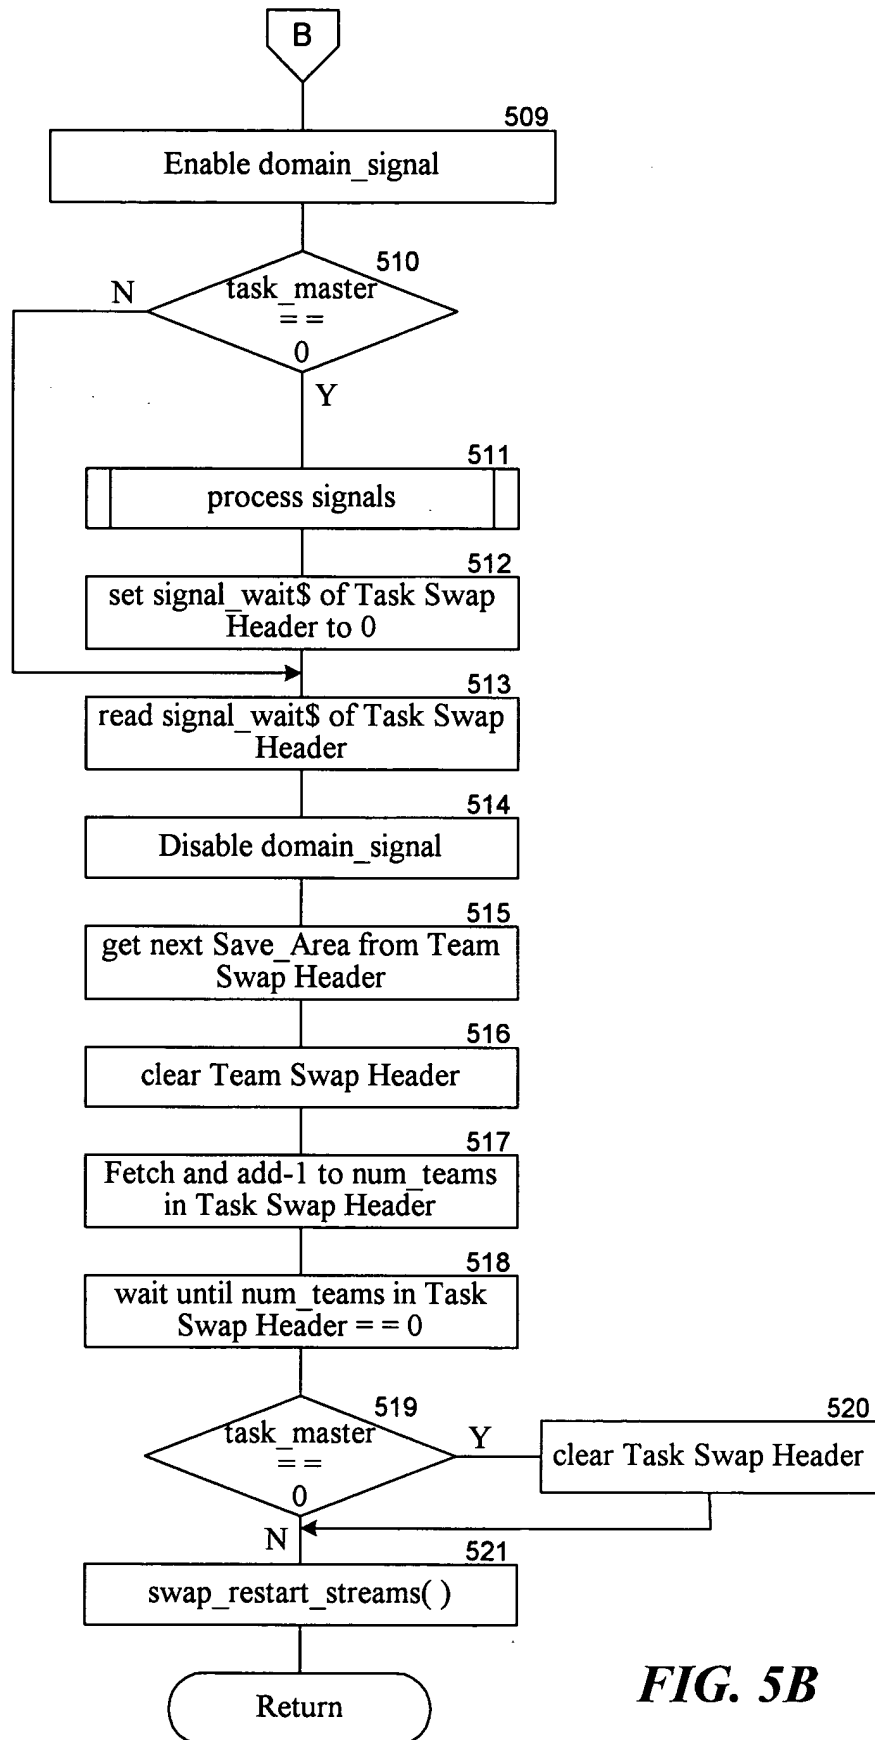 B
509
Enable domain_signal
510
task_master
= =
0
N
Y
511
process signals
512
set signal_wait$ of Task Swap
Header to 0
513
read signal_wait$ of Task Swap
Header
514
Disable domain_signal
515
get next Save_Area from Team
Swap Header
516
clear Team Swap Header
517
Fetch and add-1 to num_teams
in Task Swap Header
518
wait until num_teams in Task
Swap Header = = 0
519
task_master
= =
0
Y
520
clear Task Swap Header
N
521
swap_restart_streams( )
Return
FIG. 5B